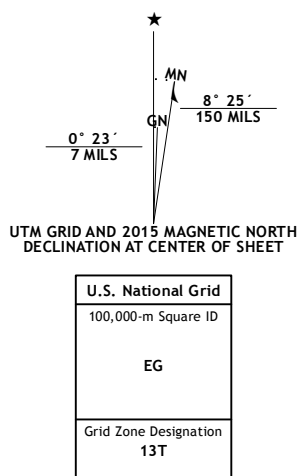 MN
GN
8° 25´
150 MILS
0° 23´
7 MILS
UTM GRID AND 2015 MAGNETIC NORTH
DECLINATION AT CENTER OF SHEET
U.S. National Grid
100,000-m Square ID
EG
Grid Zone Designation
13T